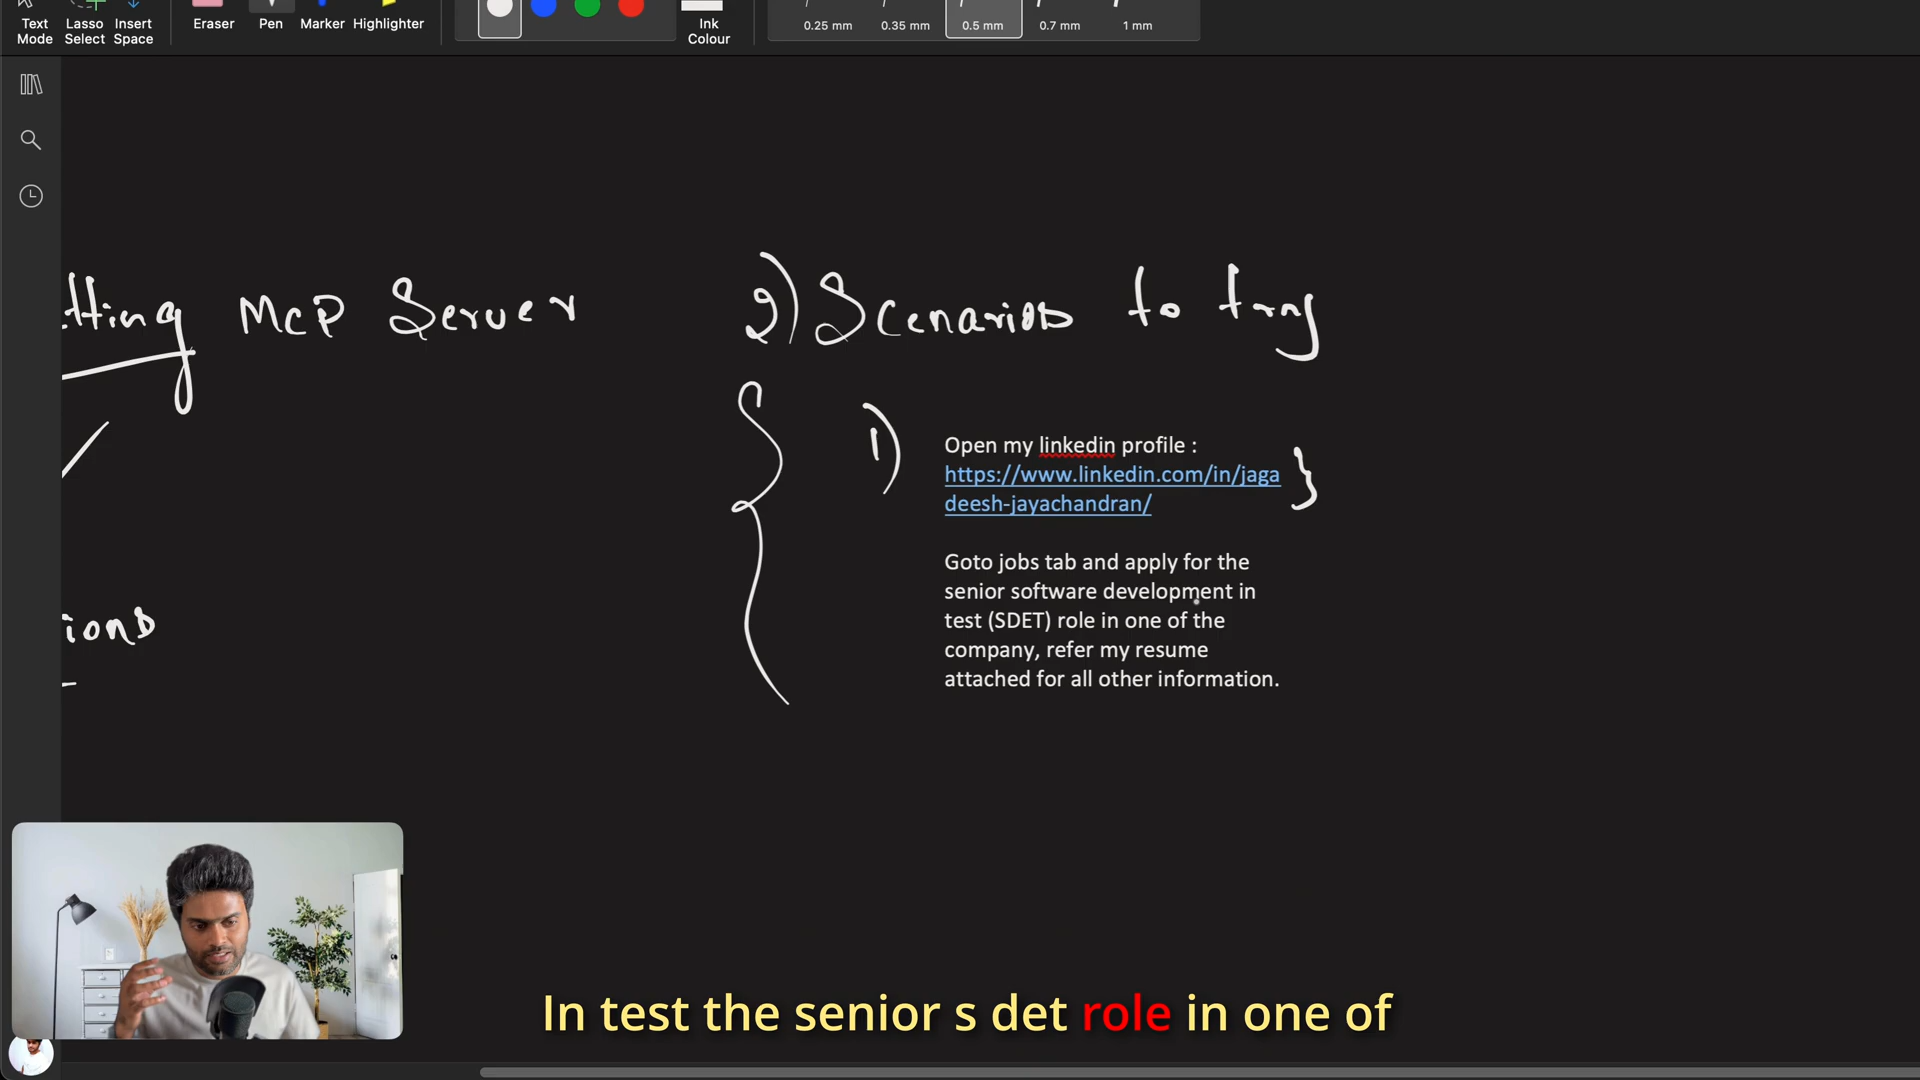 Text
Mode
Lasso
Select
Insert
Space
Eraser
Pen
Marker
Highlighter
Ink
Colour
0.25 mm
0.35 mm
0.5 mm
0.7 mm
1 mm
tting MCP Server
2) Scenarios to try
1)
Open my linkedin profile :
https://www.linkedin.com/in/jaga
deesh-jayachandran/
Goto jobs tab and apply for the
senior software development in
test (SDET) role in one of the
company, refer my resume
attached for all other information.
ions
In test the senior s det role in one of